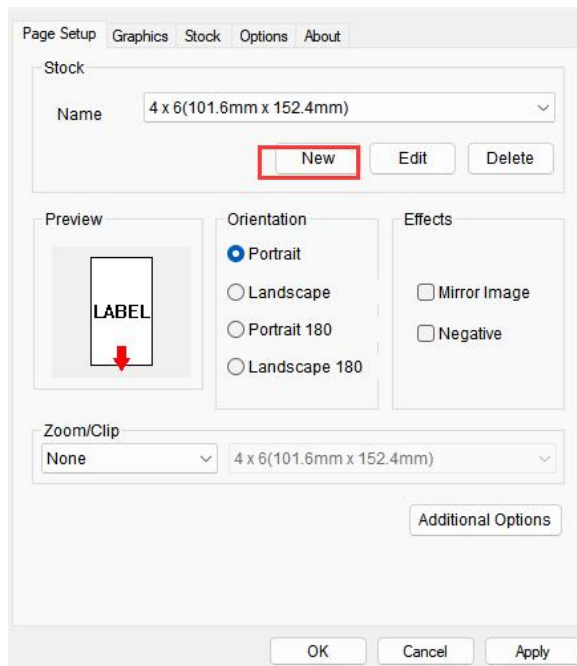 Page Setup Graphics Stock Options About
Stock
Name 4 x 6(101.6mm x 152.4mm)
New Edit Delete
Preview Orientation Effects
Portrait
LABEL Landscape Mirror Image
Portrait 180 Negative
Landscape 180
Zoom/Clip
None 4 x 6(101.6mm x 152.4mm)
Additional Options
OK Cancel Apply